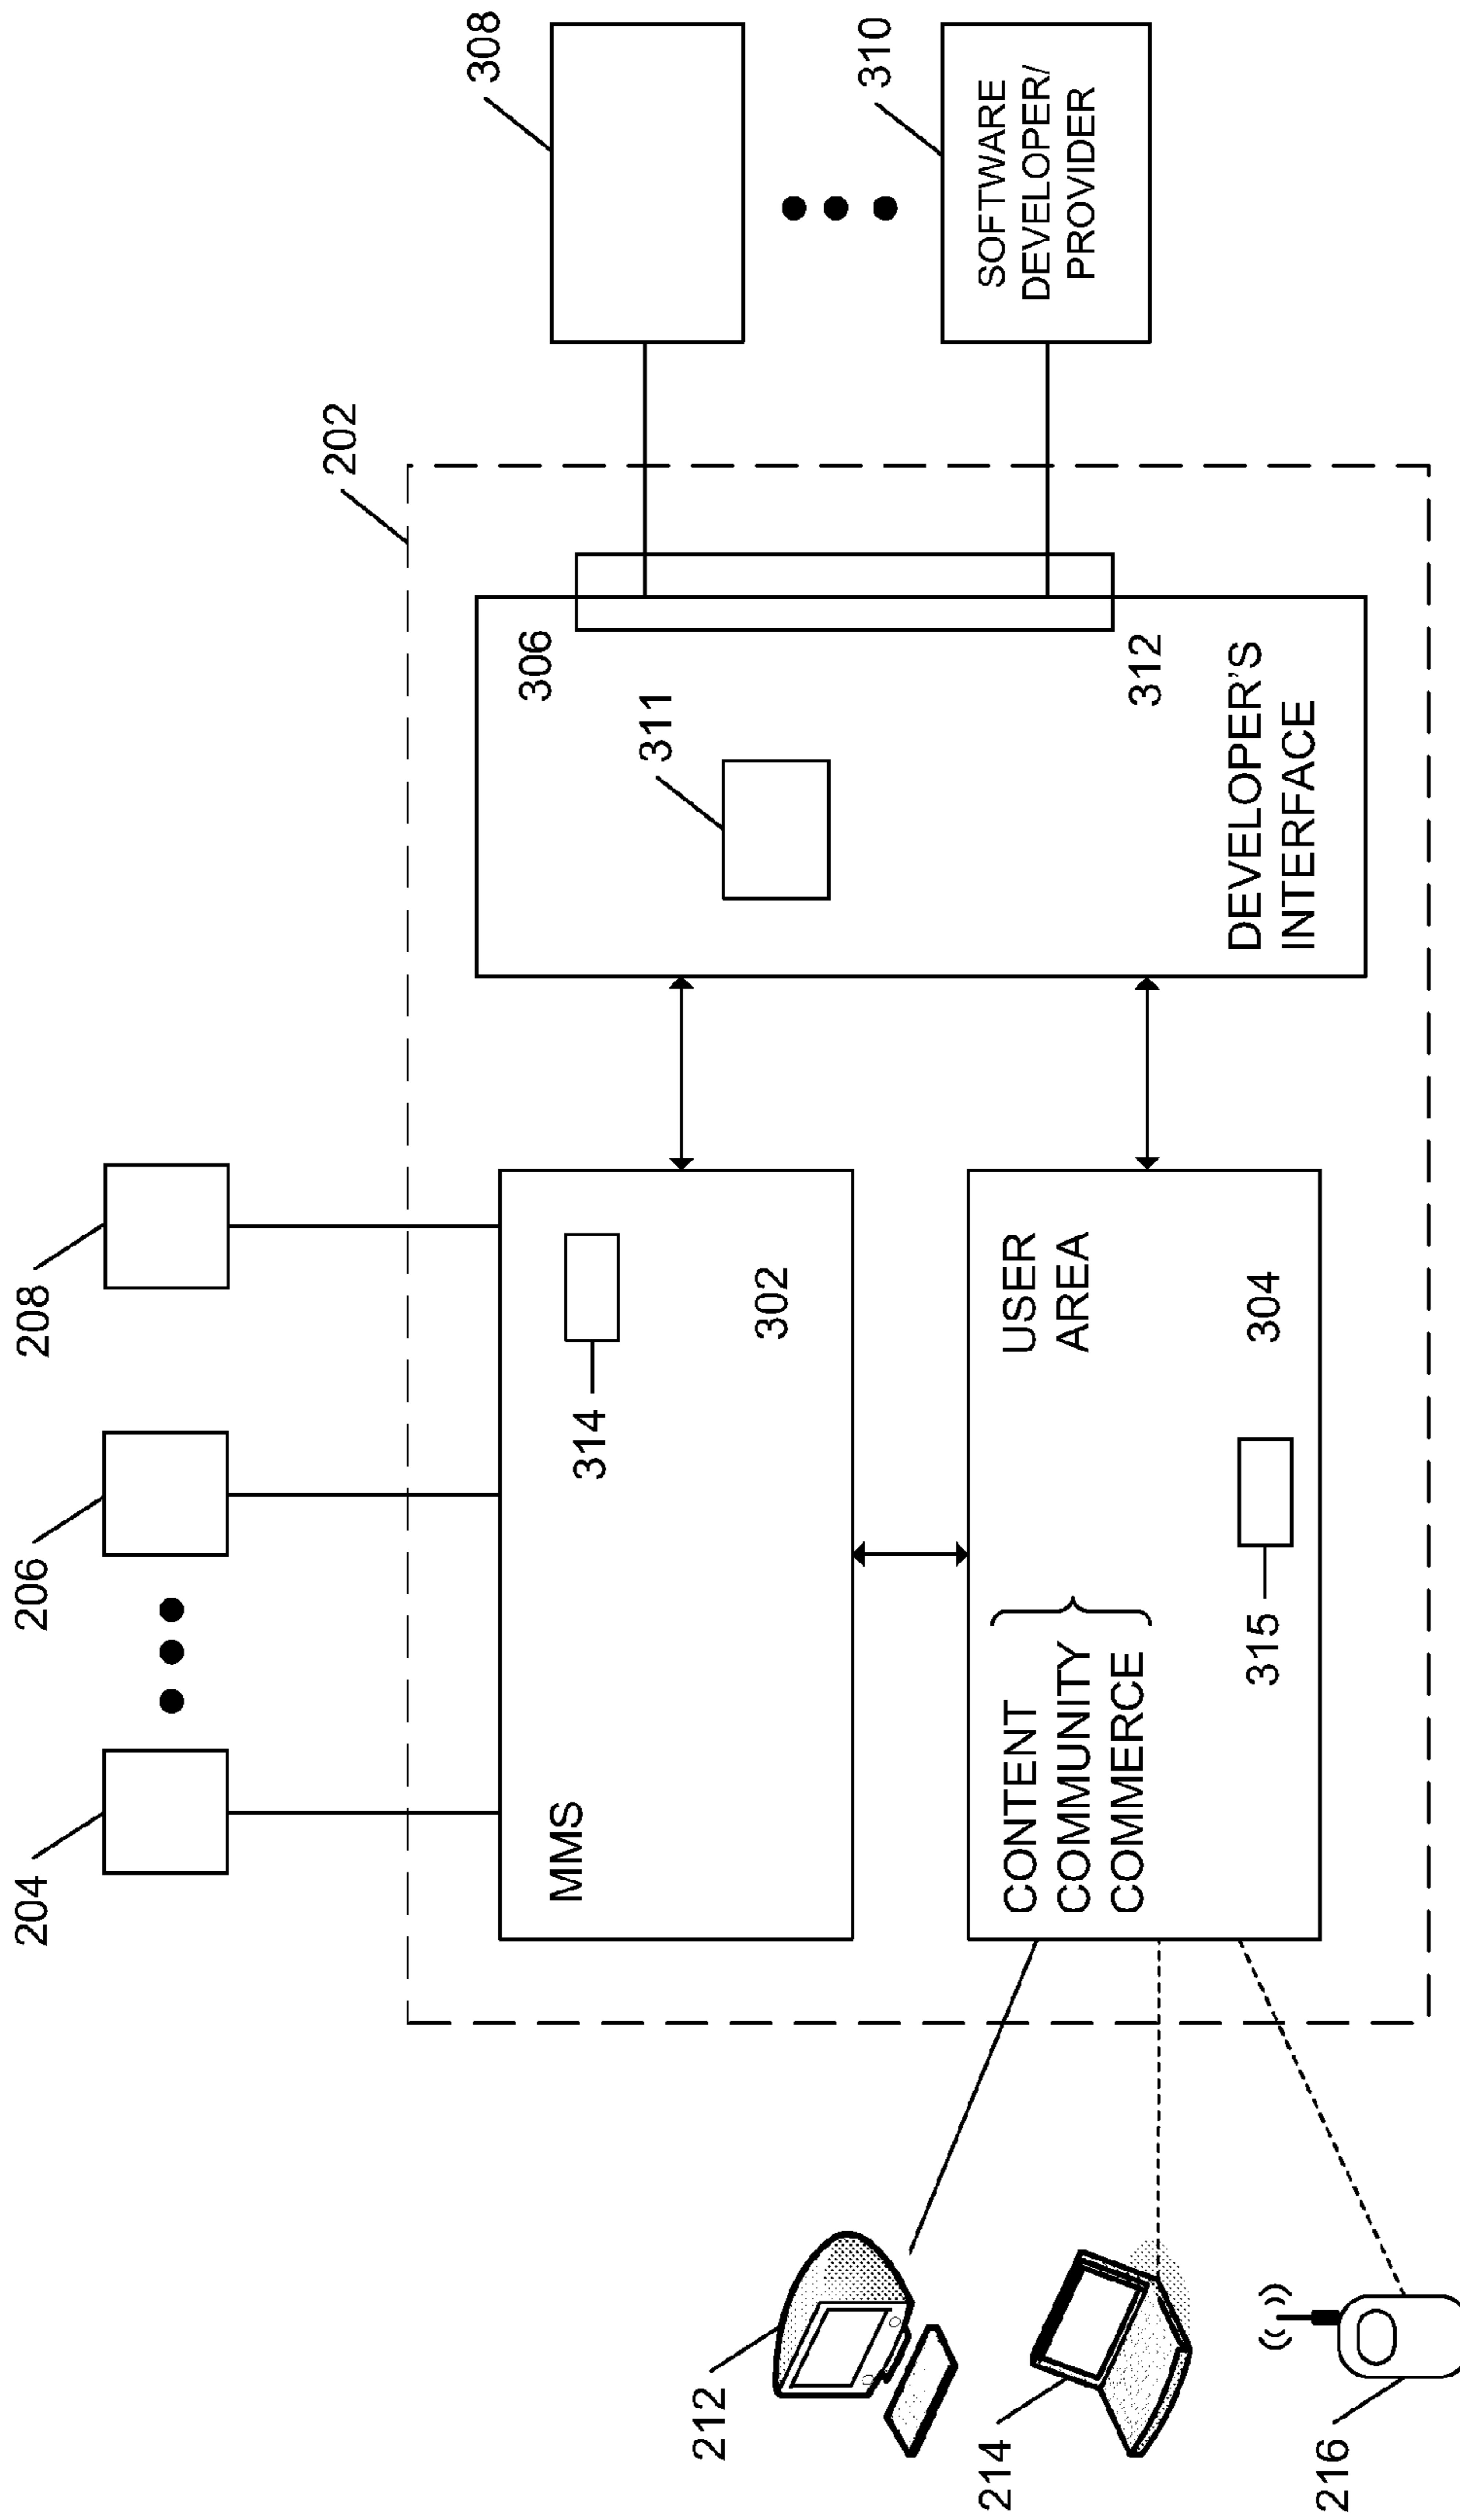 204
206
208
202
308
MMS
314
302
306
311
310
SOFTWARE
DEVELOPER/
PROVIDER
212
CONTENT
COMMUNITY
COMMERCE
USER
AREA
304
315
312
DEVELOPER'S
INTERFACE
214
216